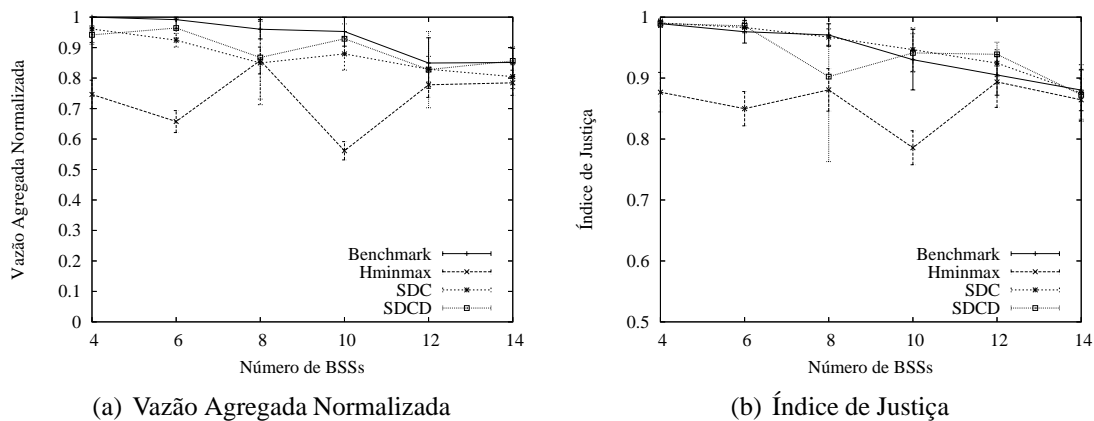 1
0.9
0.8
0.7
0.6
0.5
0.4
0.3
0.2
0.1
0
4 6 8 10 12 14
Vazão Agregada Normalizada
Número de BSSs
Benchmark
Hminmax
SDC
SDCD
(a) Vazão Agregada Normalizada
1
0.9
0.8
0.7
0.6
0.5
4 6 8 10 12 14
Índice de Justiça
Número de BSSs
Benchmark
Hminmax
SDC
SDCD
(b) Índice de Justiça